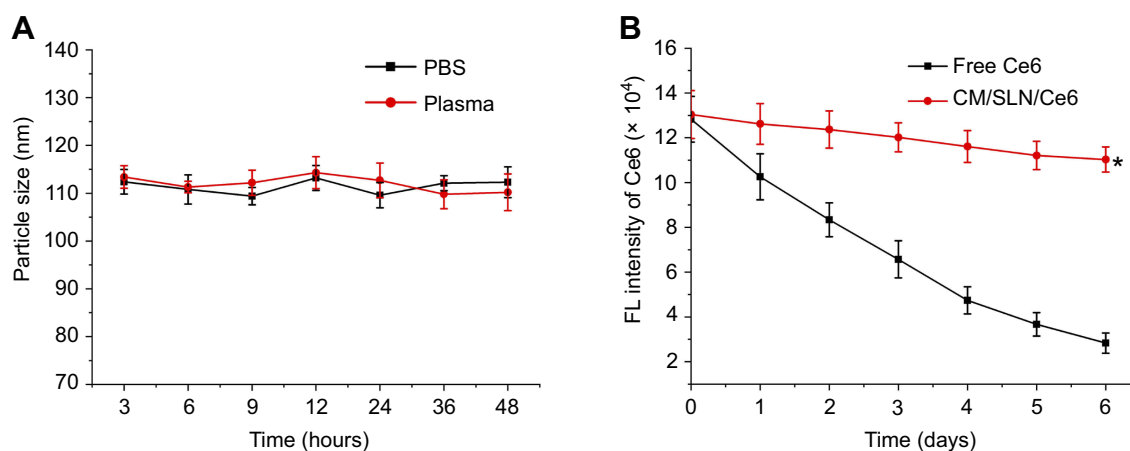 A
140
130
120
110
100
90
80
70
Particle size (nm)
PBS
Plasma
3 6 9 12 24 36 48
Time (hours)
B
16
14
12
10
8
6
4
2
FL intensity of Ce6 (× 10⁴)
Free Ce6
CM/SLN/Ce6
*
0 1 2 3 4 5 6
Time (days)